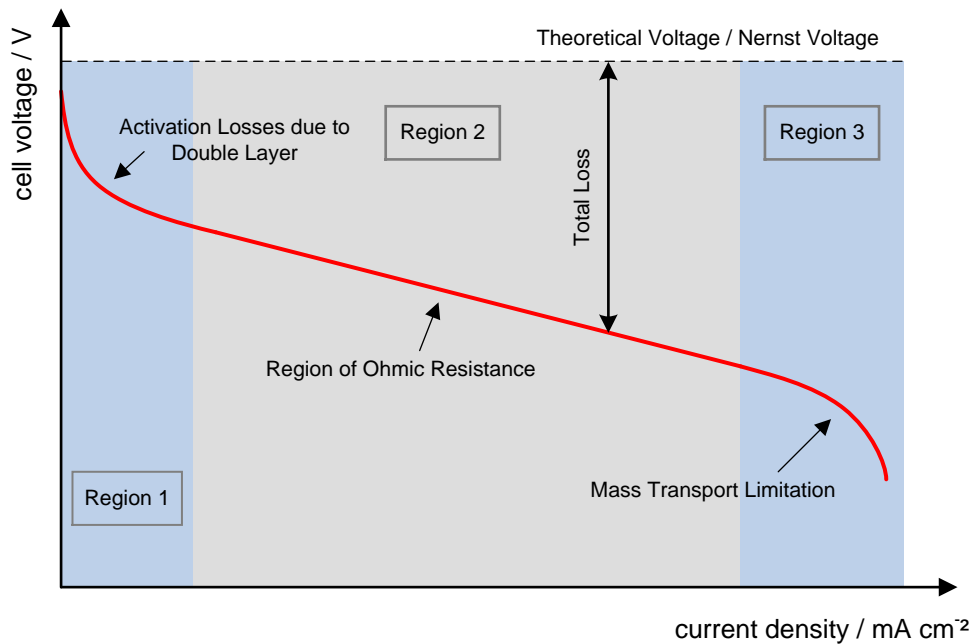 cell voltage / V
Theoretical Voltage / Nernst Voltage
Activation Losses due to
Double Layer
Region 2
Region 3
Total Loss
Region of Ohmic Resistance
Region 1
Mass Transport Limitation
current density / mA cm⁻²